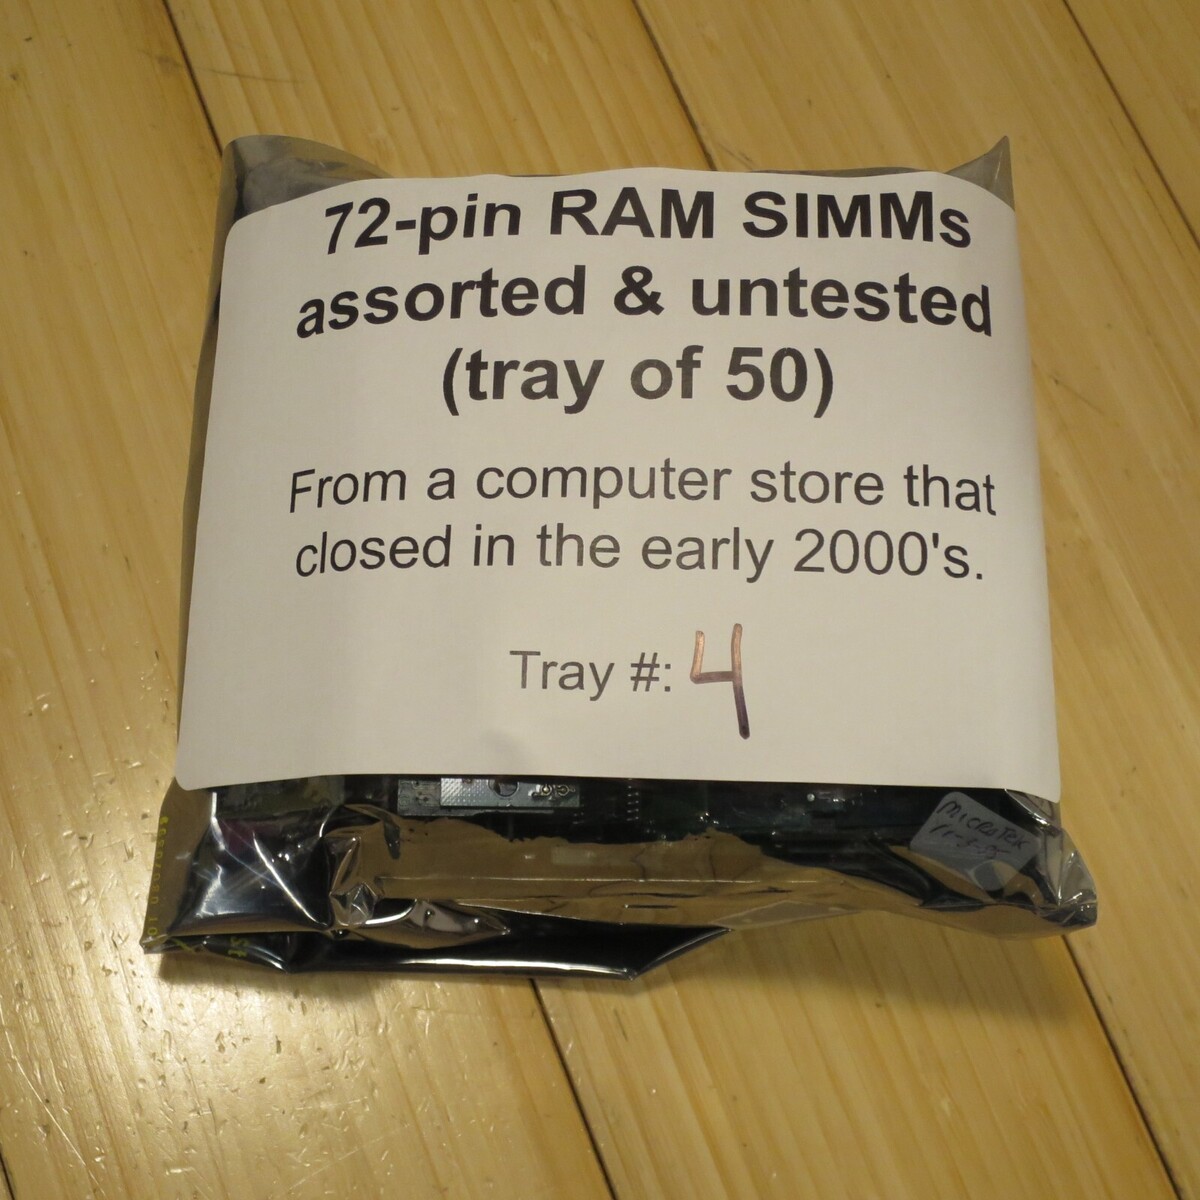 72-pin RAM SIMMs
assorted & untested
(tray of 50)
From a computer store that
closed in the early 2000's.
Tray #: 4
MICROTEK